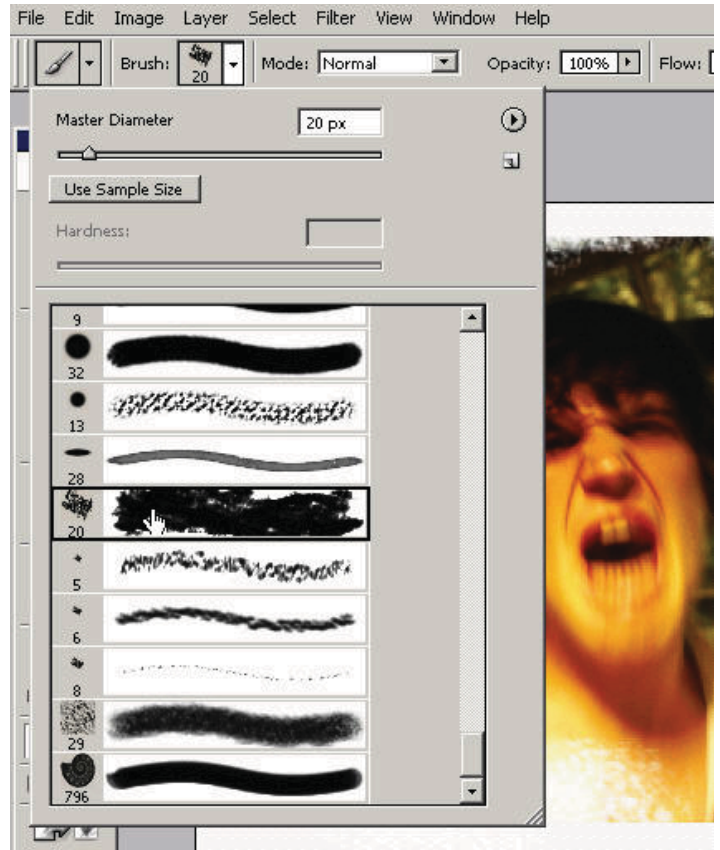 File Edit Image Layer Select Filter View Window Help
Brush: 20 Mode: Normal Opacity: 100% Flow:
Master Diameter 20 px
Use Sample Size
Hardness:
9
32
13
28
20
5
6
8
29
796